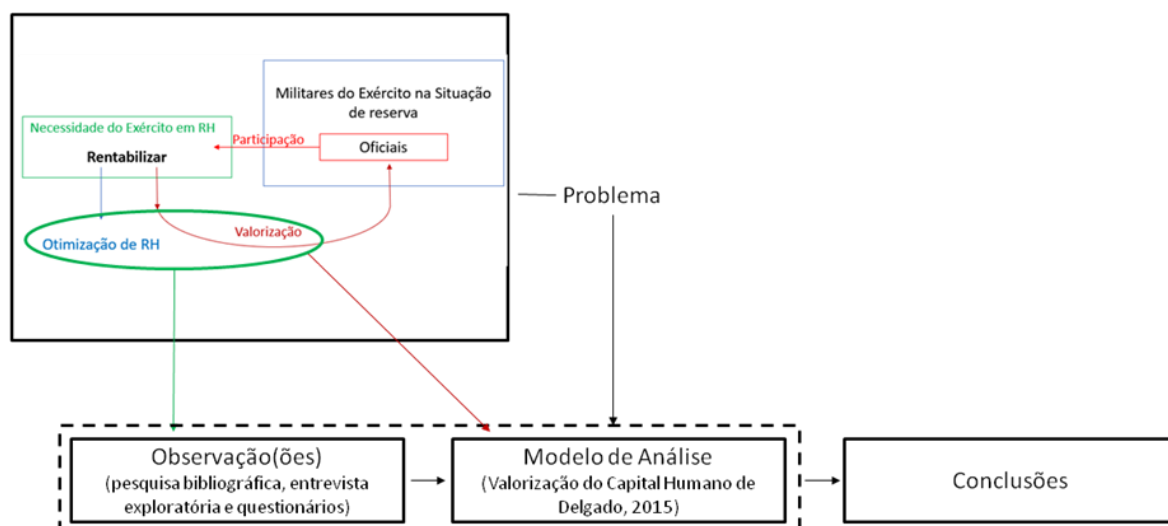 Militares do Exército na Situação
de reserva
Necessidade do Exército em RH
Participação
Oficiais
Rentabilizar
Problema
Valorização
Otimização de RH
Observação(ões)
(pesquisa bibliográfica, entrevista
exploratória e questionários)
Modelo de Análise
(Valorização do Capital Humano de
Delgado, 2015)
Conclusões